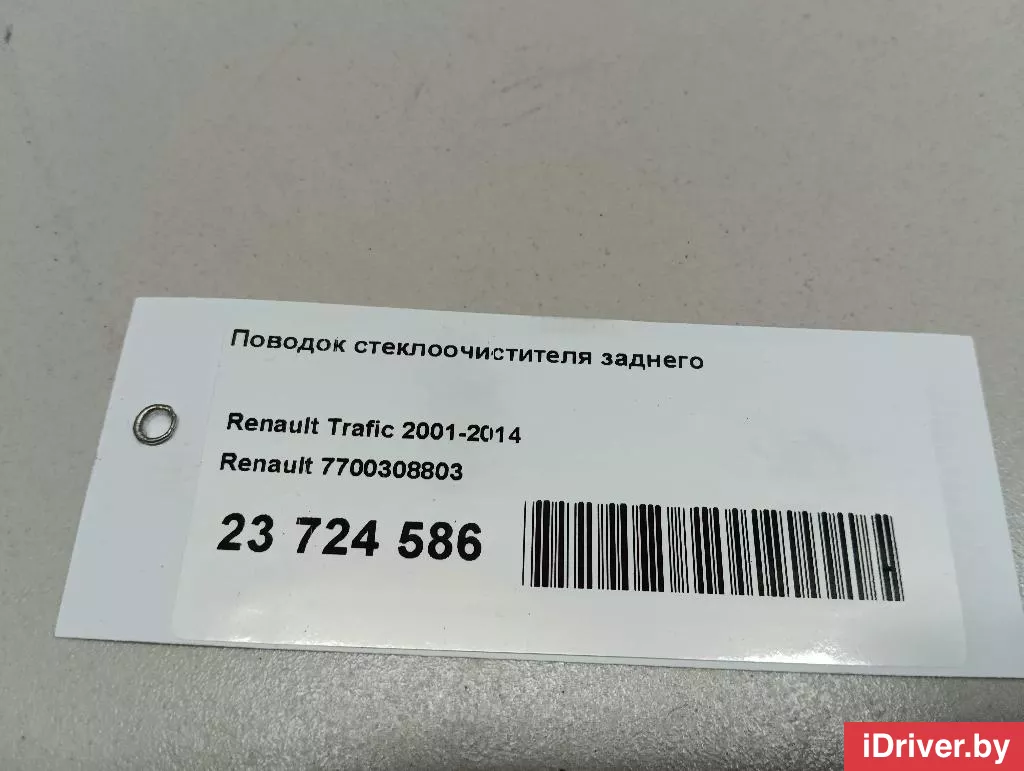 Поводок стеклоочистителя заднего
Renault Trafic 2001-2014
Renault 7700308803
23 724 586
iDriver.by